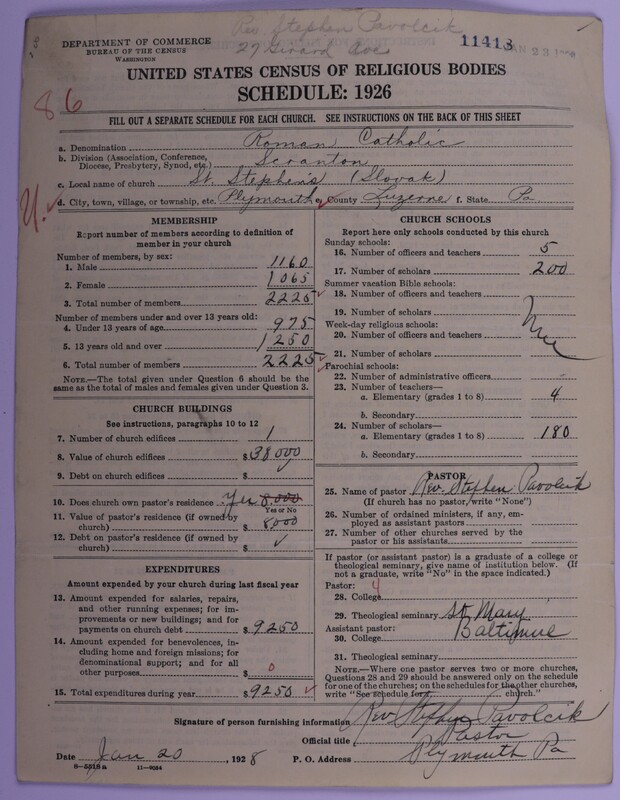 Rev. Stephen Pavolcik
27 Girard Ave
DEPARTMENT OF COMMERCE
BUREAU OF THE CENSUS
WASHINGTON
11413 JAN 23
UNITED STATES CENSUS OF RELIGIOUS BODIES
SCHEDULE: 1926
86
FILL OUT A SEPARATE SCHEDULE FOR EACH CHURCH. SEE INSTRUCTIONS ON THE BACK OF THIS SHEET
a. Denomination Roman Catholic
b. Division (Association, Conference, Diocese, Presbytery, Synod, etc.) Scranton
c. Local name of church St. Stephen's (Slovak)
d. City, town, village, or township, etc. Plymouth e. County Luzerne f. State Pa
MEMBERSHIP
Report number of members according to definition of
member in your church
Number of members, by sex:
1. Male 1160
2. Female 1065
3. Total number of members 2225
Number of members under and over 13 years old:
4. Under 13 years of age 975
5. 13 years old and over 1250
6. Total number of members 2225
NOTE.—The total given under Question 6 should be
the same as the total of males and females given under Question 3.
CHURCH BUILDINGS
See instructions, paragraphs 10 to 12
7. Number of church edifices 1
8. Value of church edifices $38,000
9. Debt on church edifices $ ✓
10. Does church own pastor's residence Yes 8,000
Yes or No
11. Value of pastor's residence (if owned by
church) $ 8,000
12. Debt on pastor's residence (if owned by
church) $ ✓
EXPENDITURES
Amount expended by your church during last fiscal year
13. Amount expended for salaries, repairs,
and other running expenses; for im-
provements or new buildings; and for
payments on church debt $ 9250
14. Amount expended for benevolences, in-
cluding home and foreign missions; for
denominational support; and for all
other purposes $ 0
15. Total expenditures during year $9250
CHURCH SCHOOLS
Report here only schools conducted by this church
Sunday schools:
16. Number of officers and teachers 5
17. Number of scholars 200
Summer vacation Bible schools:
18. Number of officers and teachers
19. Number of scholars
Week-day religious schools:
20. Number of officers and teachers
21. Number of scholars
Parochial schools:
22. Number of administrative officers
23. Number of teachers—
a. Elementary (grades 1 to 8) 4
b. Secondary
24. Number of scholars—
a. Elementary (grades 1 to 8) 180
b. Secondary
PASTOR
25. Name of pastor Rev. Stephen Pavolcik
(If church has no pastor, write "None")
26. Number of ordained ministers, if any, em-
ployed as assistant pastors
27. Number of other churches served by the
pastor or his assistants
If pastor (or assistant pastor) is a graduate of a college or
theological seminary, give name of institution below. (If
not a graduate, write "No" in the space indicated.)
Pastor: 4
28. College
29. Theological seminary St Mary
Assistant pastor: Baltimore
30. College
31. Theological seminary
NOTE.—Where one pastor serves two or more churches,
Questions 28 and 29 should be answered only on the schedule
for one of the churches; on the schedules for the other churches,
write "See schedule for church."
Signature of person furnishing information Rev. Stephen Pavolcik
Official title Pastor
Date Jan 20, 1928 P. O. Address Plymouth Pa
8—5518a 11—9684